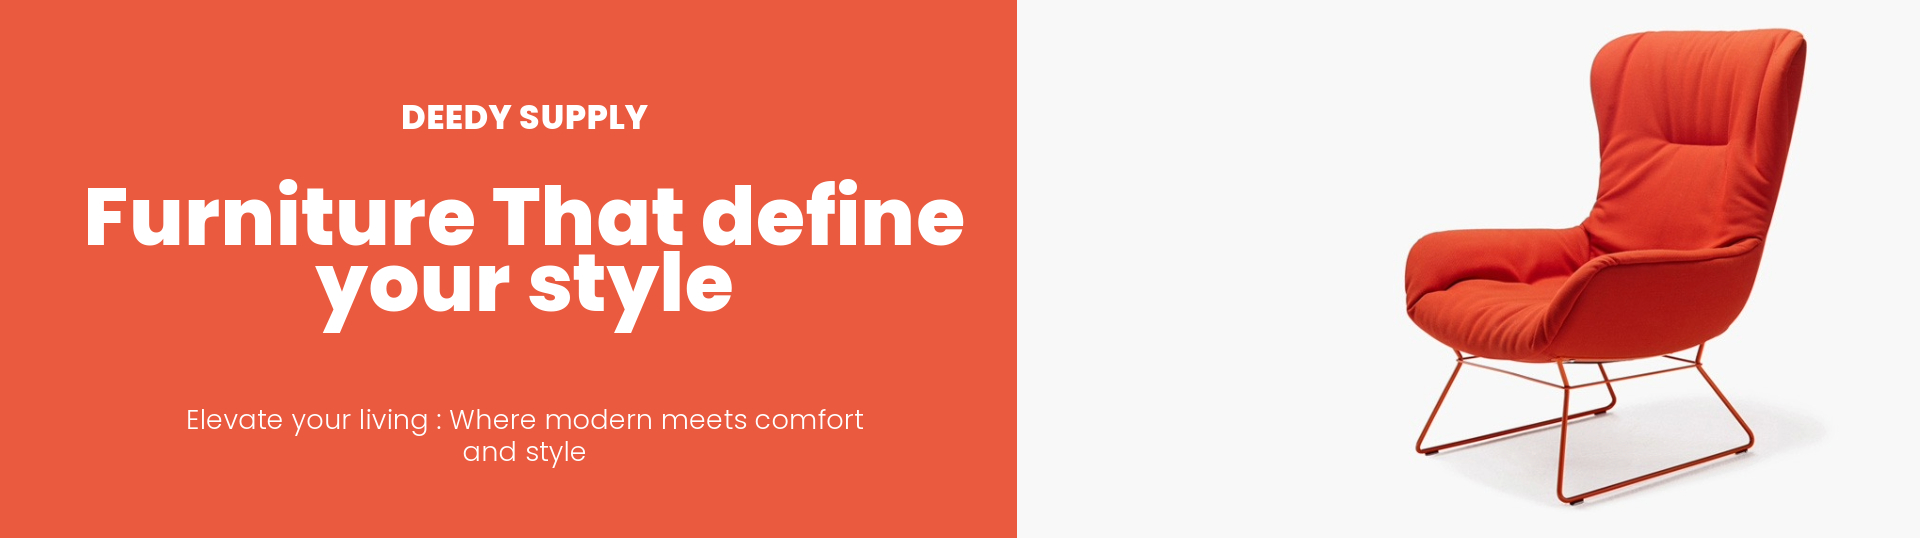 DEEDY SUPPLY
Furniture That define
your style
Elevate your living : Where modern meets comfort
and style